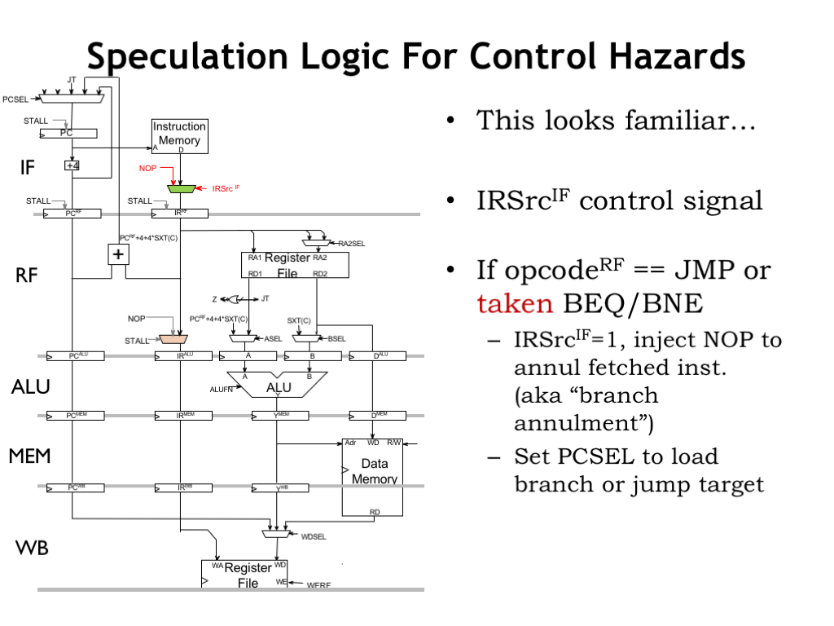 Speculation Logic For Control Hazards
JT
PCSEL
STALL
PC
Instruction
Memory
A
D
+4
IF
NOP
IRSrc IF
STALL
STALL
PCRF
IRRF
PCRF+4+4*SXT(C)
+
RA2SEL
RA1
Register
RA2
File
RD1
RD2
RF
Z
JT
NOP
PCRF+4+4*SXT(C)
SXT(C)
STALL
ASEL
BSEL
PCALU
IRALU
A
B
DALU
A
B
ALU
ALUFN
ALU
PCMEM
IRMEM
YMEM
DMEM
Adr
WD
R/W
MEM
Data
Memory
PCWB
IRWB
YWB
RD
WDSEL
WB
WA
Register
WD
File
WE
WERF
• This looks familiar…
• IRSrcIF control signal
• If opcodeRF == JMP or
taken BEQ/BNE
– IRSrcIF=1, inject NOP to
annul fetched inst.
(aka “branch
annulment”)
– Set PCSEL to load
branch or jump target